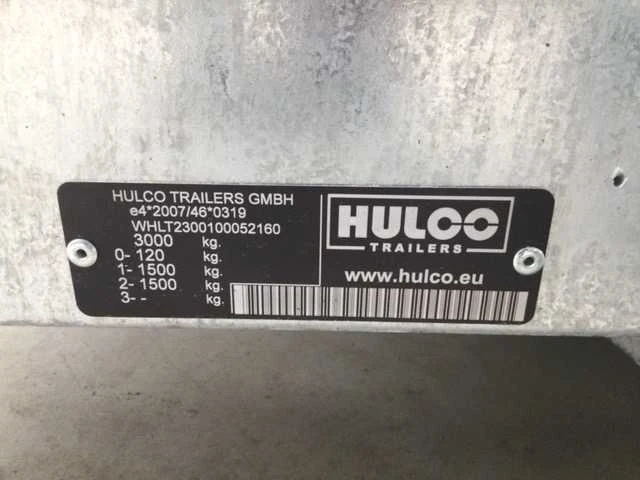 HULCO TRAILERS GMBH
e4*2007/46*0319
WHLT2300100052160
3000 kg.
0- 120 kg.
1- 1500 kg.
2- 1500 kg.
3- - kg.
HULCO
TRAILERS
www.hulco.eu